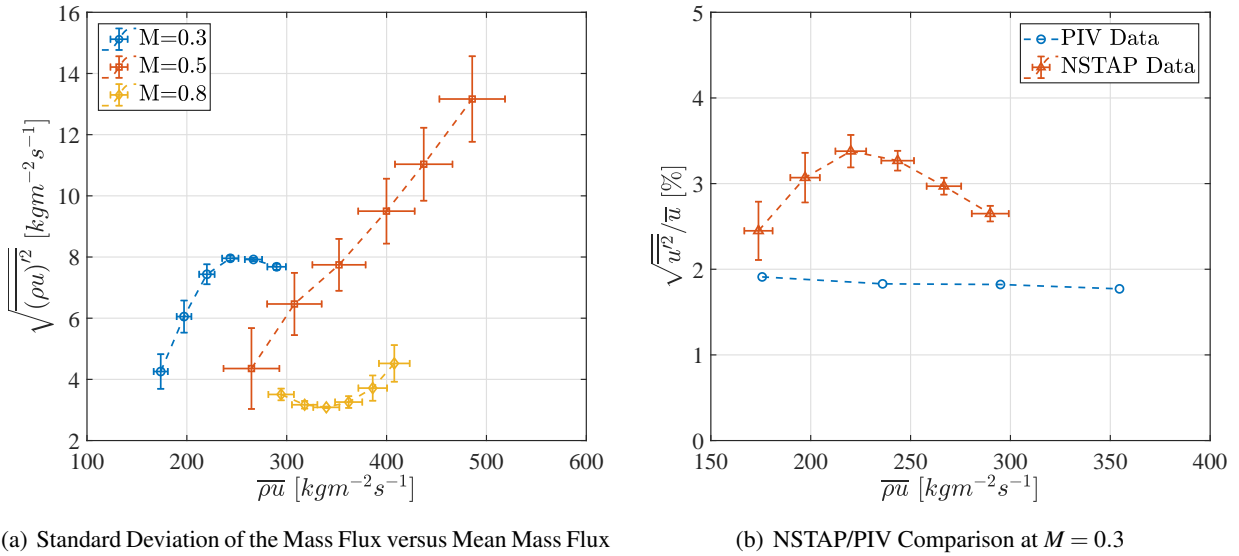 16
14
12
10
8
6
4
2
100 200 300 400 500 600
√(ρu)′² [kgm⁻²s⁻¹]
ρu [kgm⁻²s⁻¹]
M=0.3
M=0.5
M=0.8
(a) Standard Deviation of the Mass Flux versus Mean Mass Flux
5
4
3
2
1
0
150 200 250 300 350 400
√u′²/u [%]
ρu [kgm⁻²s⁻¹]
PIV Data
NSTAP Data
(b) NSTAP/PIV Comparison at M = 0.3